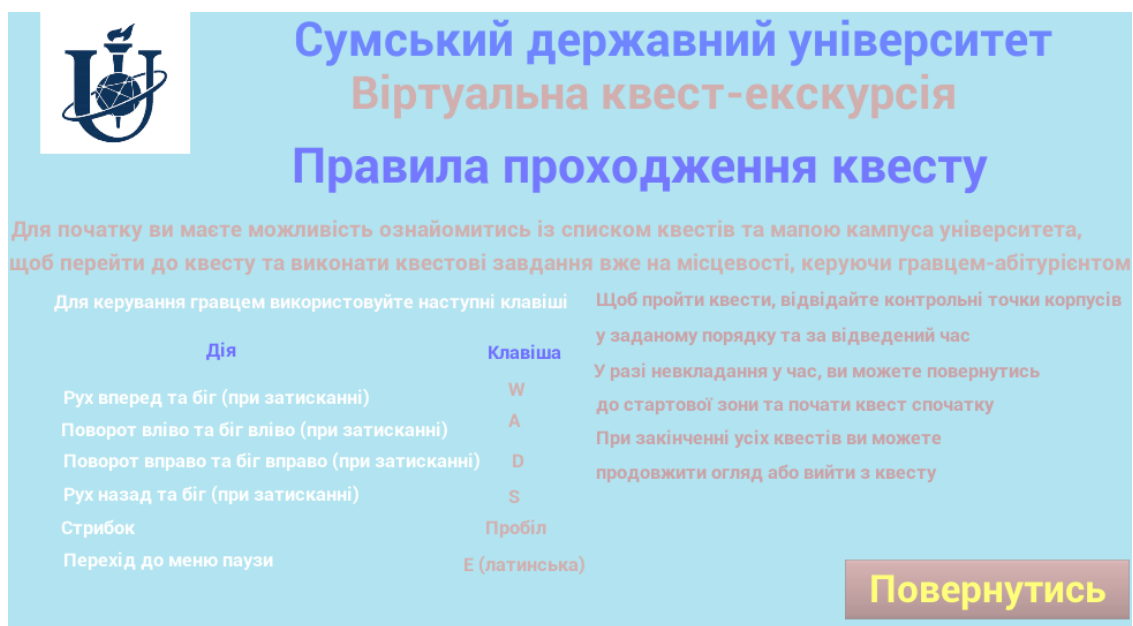 Сумський державний університет
Віртуальна квест-екскурсія
Правила проходження квесту
Для початку ви маєте можливість ознайомитись із списком квестів та мапою кампуса університета,
щоб перейти до квесту та виконати квестові завдання вже на місцевості, керуючи гравцем-абітурієнтом
Для керування гравцем використовуйте наступні клавіші
Дія Клавіша
Рух вперед та біг (при затисканні) W
Поворот вліво та біг вліво (при затисканні) A
Поворот вправо та біг вправо (при затисканні) D
Рух назад та біг (при затисканні) S
Стрибок Пробіл
Перехід до меню паузи E (латинська)
Щоб пройти квести, відвідайте контрольні точки корпусів
у заданому порядку та за відведений час
У разі невкладання у час, ви можете повернутись
до стартової зони та почати квест спочатку
При закінченні усіх квестів ви можете
продовжити огляд або вийти з квесту
Повернутись